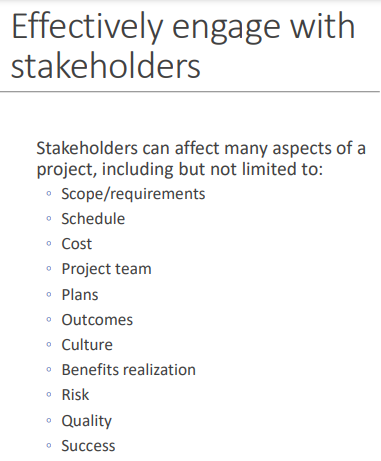 Effectively engage with
stakeholders
Stakeholders can affect many aspects of a
project, including but not limited to:
◦ Scope/requirements
◦ Schedule
◦ Cost
◦ Project team
◦ Plans
◦ Outcomes
◦ Culture
◦ Benefits realization
◦ Risk
◦ Quality
◦ Success